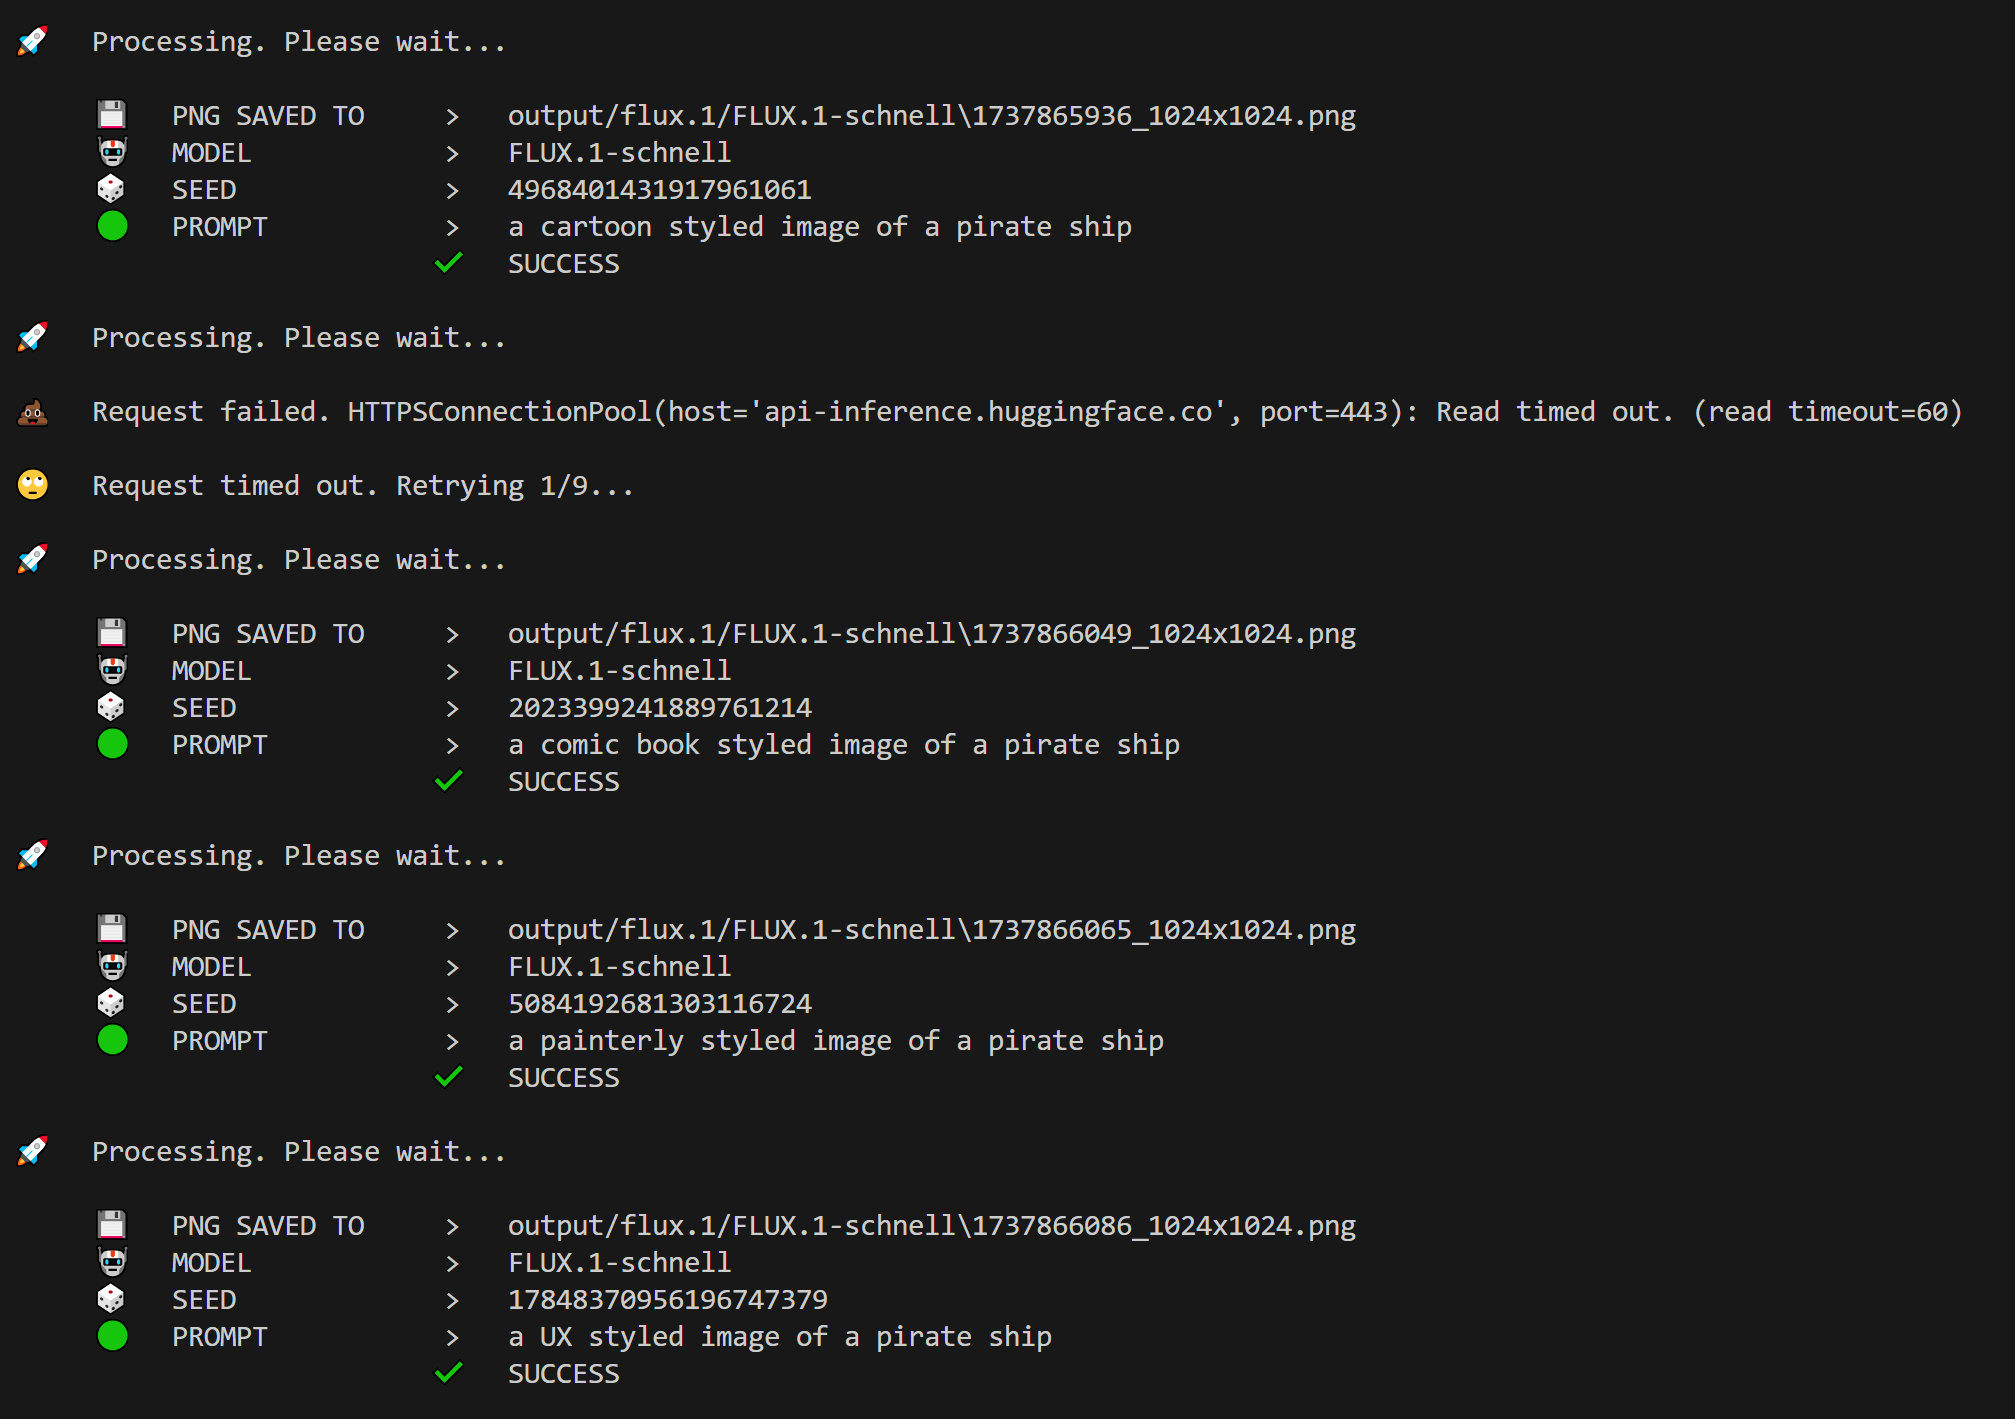 🚀 Processing. Please wait...
💾 PNG SAVED TO > output/flux.1/FLUX.1-schnell\1737865936_1024x1024.png
🤖 MODEL > FLUX.1-schnell
🎲 SEED > 4968401431917961061
🟢 PROMPT > a cartoon styled image of a pirate ship
✔ SUCCESS
🚀 Processing. Please wait...
💩 Request failed. HTTPSConnectionPool(host='api-inference.huggingface.co', port=443): Read timed out. (read timeout=60)
🙄 Request timed out. Retrying 1/9...
🚀 Processing. Please wait...
💾 PNG SAVED TO > output/flux.1/FLUX.1-schnell\1737866049_1024x1024.png
🤖 MODEL > FLUX.1-schnell
🎲 SEED > 2023399241889761214
🟢 PROMPT > a comic book styled image of a pirate ship
✔ SUCCESS
🚀 Processing. Please wait...
💾 PNG SAVED TO > output/flux.1/FLUX.1-schnell\1737866065_1024x1024.png
🤖 MODEL > FLUX.1-schnell
🎲 SEED > 5084192681303116724
🟢 PROMPT > a painterly styled image of a pirate ship
✔ SUCCESS
🚀 Processing. Please wait...
💾 PNG SAVED TO > output/flux.1/FLUX.1-schnell\1737866086_1024x1024.png
🤖 MODEL > FLUX.1-schnell
🎲 SEED > 17848370956196747379
🟢 PROMPT > a UX styled image of a pirate ship
✔ SUCCESS